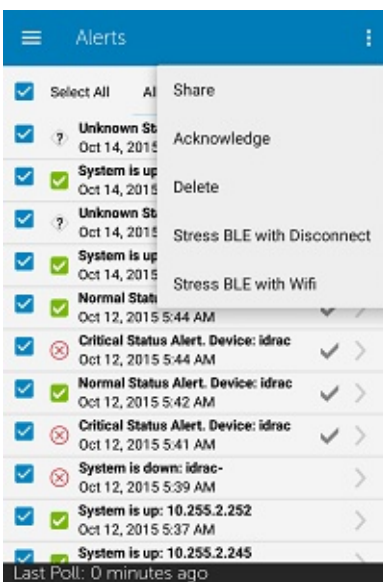 Alerts
Select All
Al
Share
Acknowledge
Delete
Stress BLE with Disconnect
Stress BLE with Wifi
? Unknown St
Oct 14, 2015
System is up
Oct 14, 2015
? Unknown St
Oct 14, 2015
System is up
Oct 14, 2015
Normal Stat
Oct 12, 2015 5:44 AM
Critical Status Alert. Device: idrac
Oct 12, 2015 5:44 AM
Normal Status Alert. Device: idrac
Oct 12, 2015 5:42 AM
Critical Status Alert. Device: idrac
Oct 12, 2015 5:41 AM
System is down: idrac-
Oct 12, 2015 5:39 AM
System is up: 10.255.2.252
Oct 12, 2015 5:37 AM
System is up: 10.255.2.245
Last Poll: 0 minutes ago